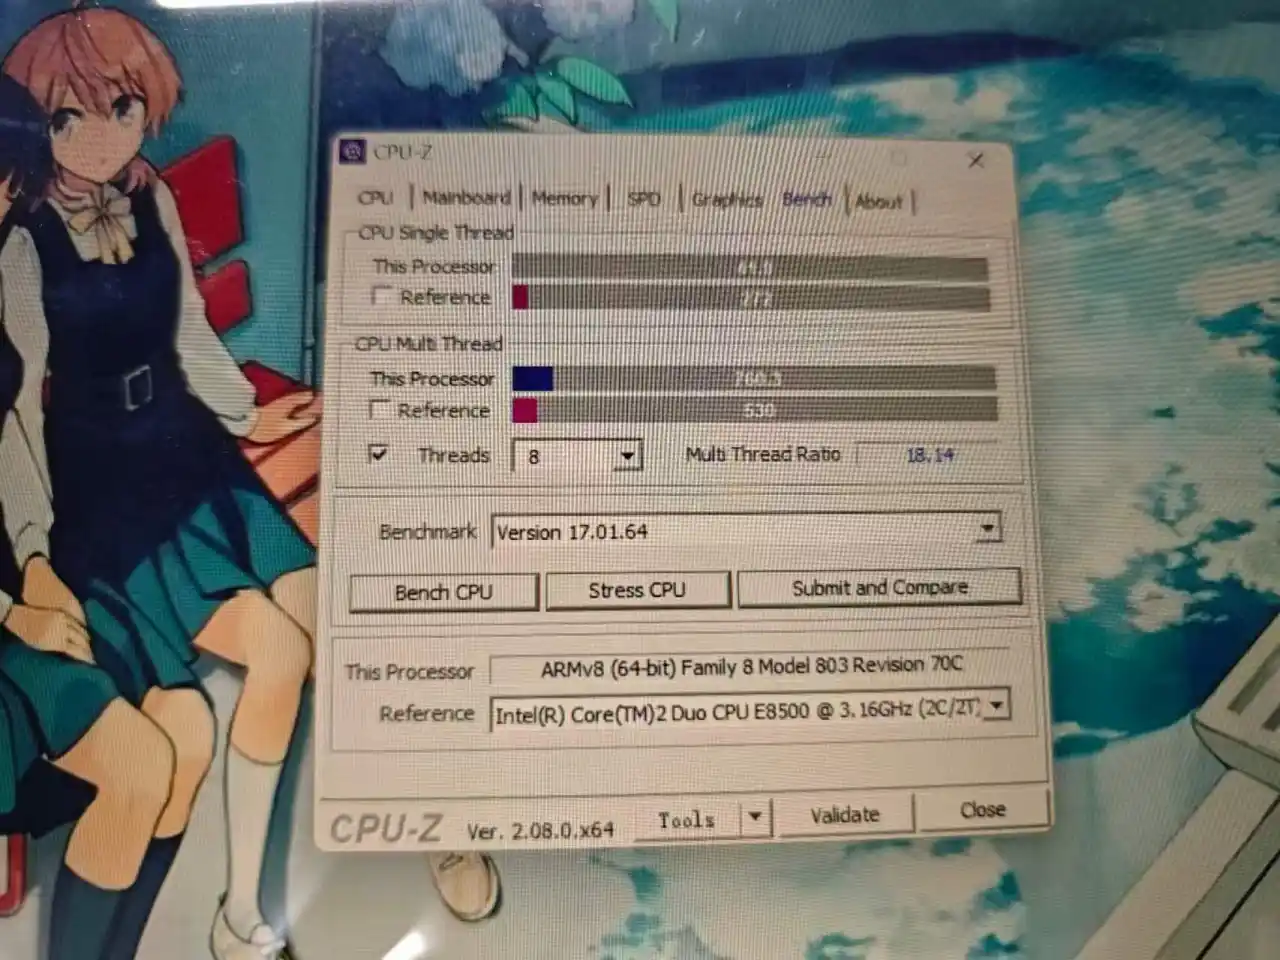 CPU-Z
CPU Mainboard Memory SPD Graphics Bench About
CPU Single Thread
This Processor
Reference 272
CPU Multi Thread
This Processor 760.3
Reference 530
Threads 8 Multi Thread Ratio 18.14
Benchmark Version 17.01.64
Bench CPU Stress CPU Submit and Compare
This Processor ARMv8 (64-bit) Family 8 Model 803 Revision 70C
Reference Intel(R) Core(TM)2 Duo CPU E8500 @ 3.16GHz (2C/2T)
CPU-Z Ver. 2.08.0.x64 Tools Validate Close